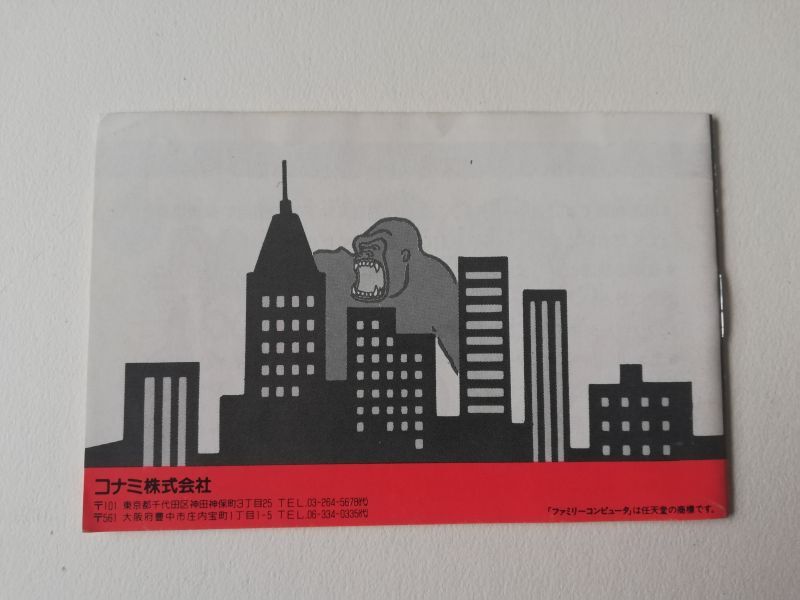 コナミ株式会社
〒101 東京都千代田区神田神保町3丁目25 TEL.03-264-5678代
〒561 大阪府豊中市庄内宝町1丁目1-5 TEL.06-334-0335代
「ファミリーコンピュータ」は任天堂の商標です。